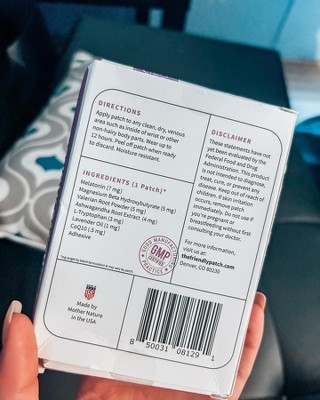 DIRECTIONS
Apply patch to any clean, dry, venous
area such as inside of wrist or other
non-hairy body parts. Wear up to
12 hours. Peel off patch when ready
to discard. Moisture resistant.
INGREDIENTS (1 Patch)*
Melatonin (7 mg)
Magnesium Beta Hydroxybutyrate (5 mg)
Valerian Root Powder (5 mg)
Ashwagandha Root Extract (4 mg)
L-Tryptophan (3 mg)
Lavender Oil (1 mg)
CoQ10 (.5 mg)
Adhesive
DISCLAIMER
These statements have not
yet been evaluated by the
Federal Food and Drug
Administration. This product
is not intended to diagnose,
treat, cure, or prevent any
disease. Keep out of reach of
children. If skin irritation
occurs, remove patch
immediately. Do not use if
you're pregnant or
breastfeeding without first
consulting your doctor.
For more information,
visit us at:
thefriendlypatch.com
Denver, CO 80230
GOOD MANUFACTURING
GMP
CERTIFIED
PRACTICE
Made by
Mother Nature
in the USA
8 50031 08129 1